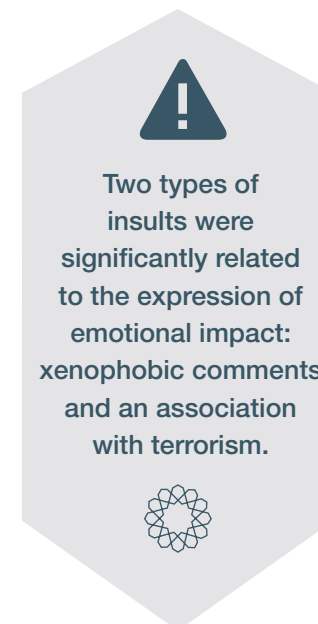 Two types of
insults were
significantly related
to the expression of
emotional impact:
xenophobic comments
and an association
with terrorism.